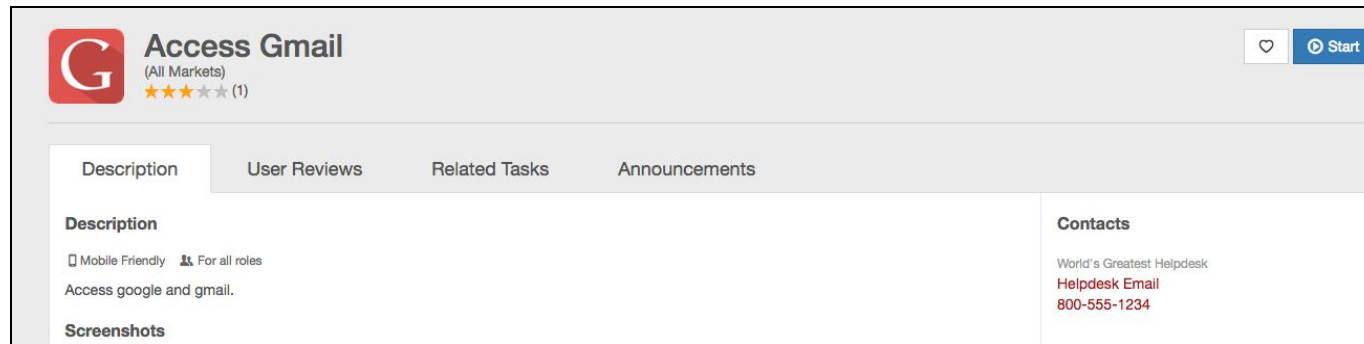 G
Access Gmail
(All Markets)
(1)
Start
Description User Reviews Related Tasks Announcements
Description
Mobile Friendly For all roles
Access google and gmail.
Screenshots
Contacts
World's Greatest Helpdesk
Helpdesk Email
800-555-1234